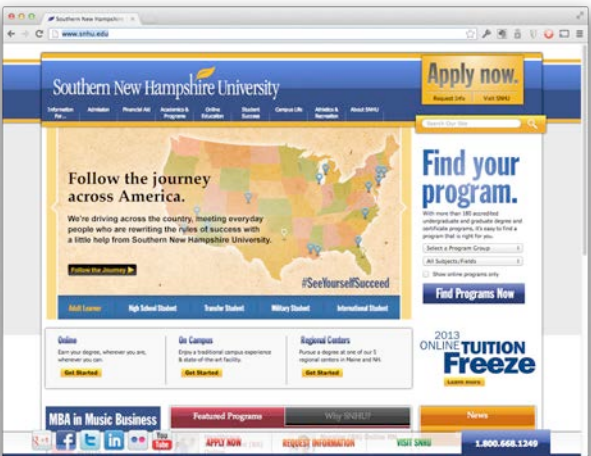 Southern New Hampshire
www.snhu.edu
Southern New Hampshire University
Apply now.
Request Info
Visit SNHU
Information For ...
Admission
Financial Aid
Academics & Programs
Online Education
Student Success
Campus Life
Athletics & Recreation
About SNHU
Search Our Site
Follow the journey
across America.
We're driving across the country, meeting everyday
people who are rewriting the rules of success with
a little help from Southern New Hampshire University.
Follow the Journey
#SeeYourselfSucceed
Adult Learner
High School Student
Transfer Student
Military Student
International Student
Find your
program.
With more than 180 accredited
undergraduate and graduate degree and
certificate programs, it's easy to find a
program that is right for you.
Select a Program Group
All Subjects/Fields
Show online programs only
Find Programs Now
Online
Earn your degree, wherever you are,
whenever you can.
Get Started
On Campus
Enjoy a traditional campus experience
& state-of-the-art facility.
Get Started
Regional Centers
Pursue a degree at one of our 5
regional centers in Maine and NH.
Get Started
2013
ONLINE TUITION
Freeze
Learn more
MBA in Music Business
Featured Programs
Why SNHU?
News
You
Tube
APPLY NOW
REQUEST INFORMATION
VISIT SNHU
1.800.668.1249